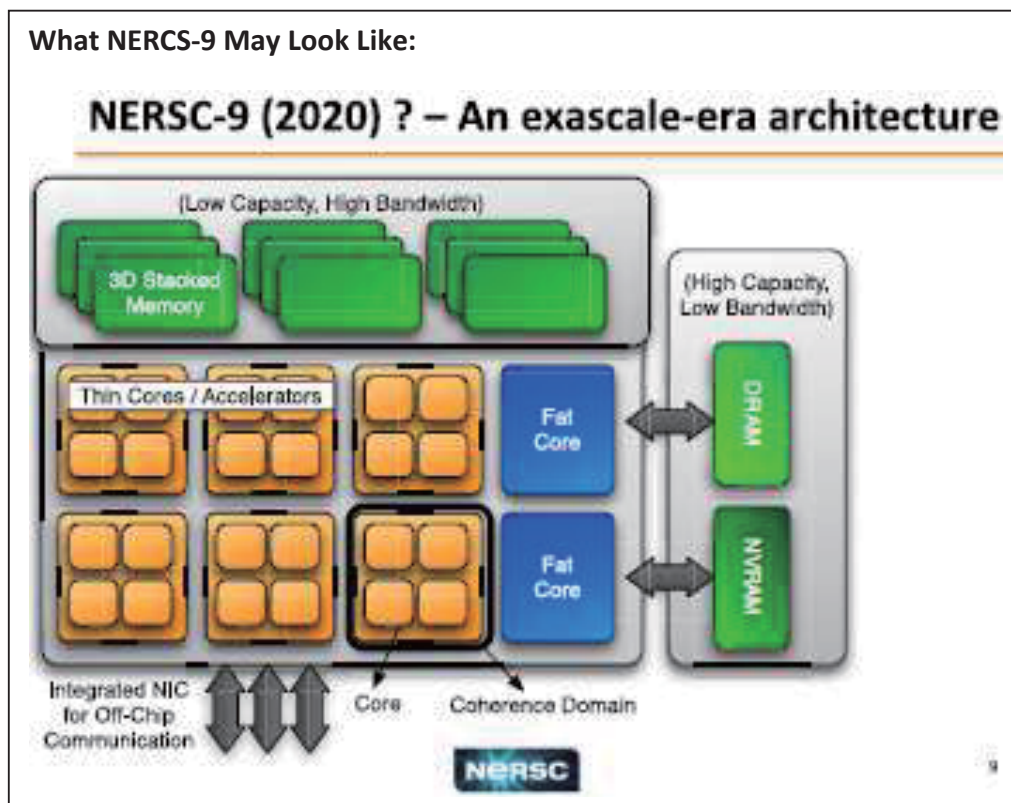 What NERCS-9 May Look Like:
NERSC-9 (2020) ? – An exascale-era architecture
(Low Capacity, High Bandwidth)
3D Stacked
Memory
(High Capacity,
Low Bandwidth)
Thin Cores / Accelerators
Fat
Core
DRAM
Fat
Core
NVRAM
Integrated NIC
for Off-Chip
Communication
Core
Coherence Domain
NERSC
9